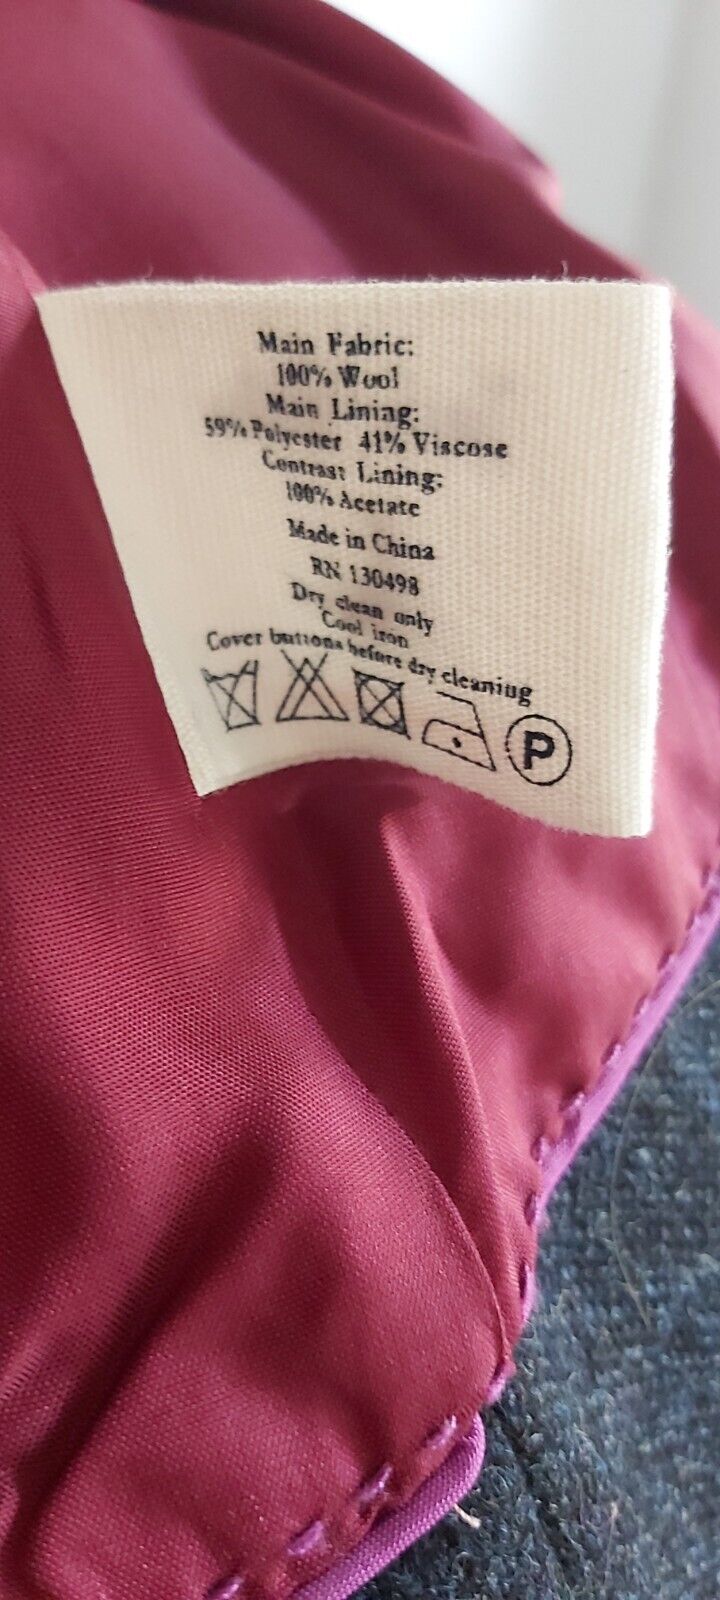 Main Fabric:
100% Wool
Main Lining:
59% Polyester 41% Viscose
Contrast Lining:
100% Acetate
Made in China
RN 130498
Dry clean only
Cool iron
Cover buttons before dry cleaning
P